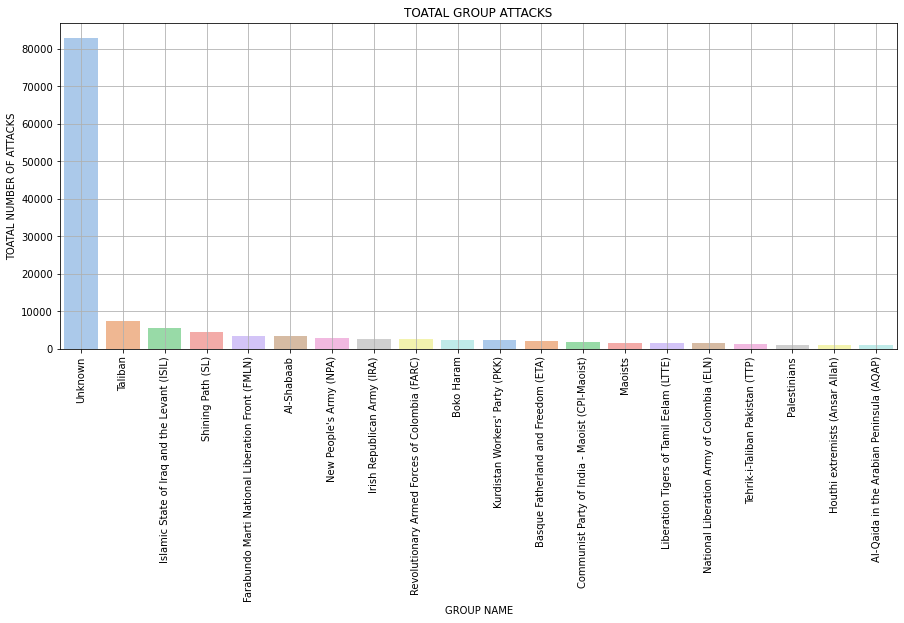 TOATAL GROUP ATTACKS
TOATAL NUMBER OF ATTACKS
80000
70000
60000
50000
40000
30000
20000
10000
0
Unknown
Taliban
Islamic State of Iraq and the Levant (ISIL)
Shining Path (SL)
Farabundo Marti National Liberation Front (FMLN)
Al-Shabaab
New People's Army (NPA)
Irish Republican Army (IRA)
Revolutionary Armed Forces of Colombia (FARC)
Boko Haram
Kurdistan Workers' Party (PKK)
Basque Fatherland and Freedom (ETA)
Communist Party of India - Maoist (CPI-Maoist)
Maoists
Liberation Tigers of Tamil Eelam (LTTE)
National Liberation Army of Colombia (ELN)
Tehrik-i-Taliban Pakistan (TTP)
Palestinians
Houthi extremists (Ansar Allah)
Al-Qaida in the Arabian Peninsula (AQAP)
GROUP NAME